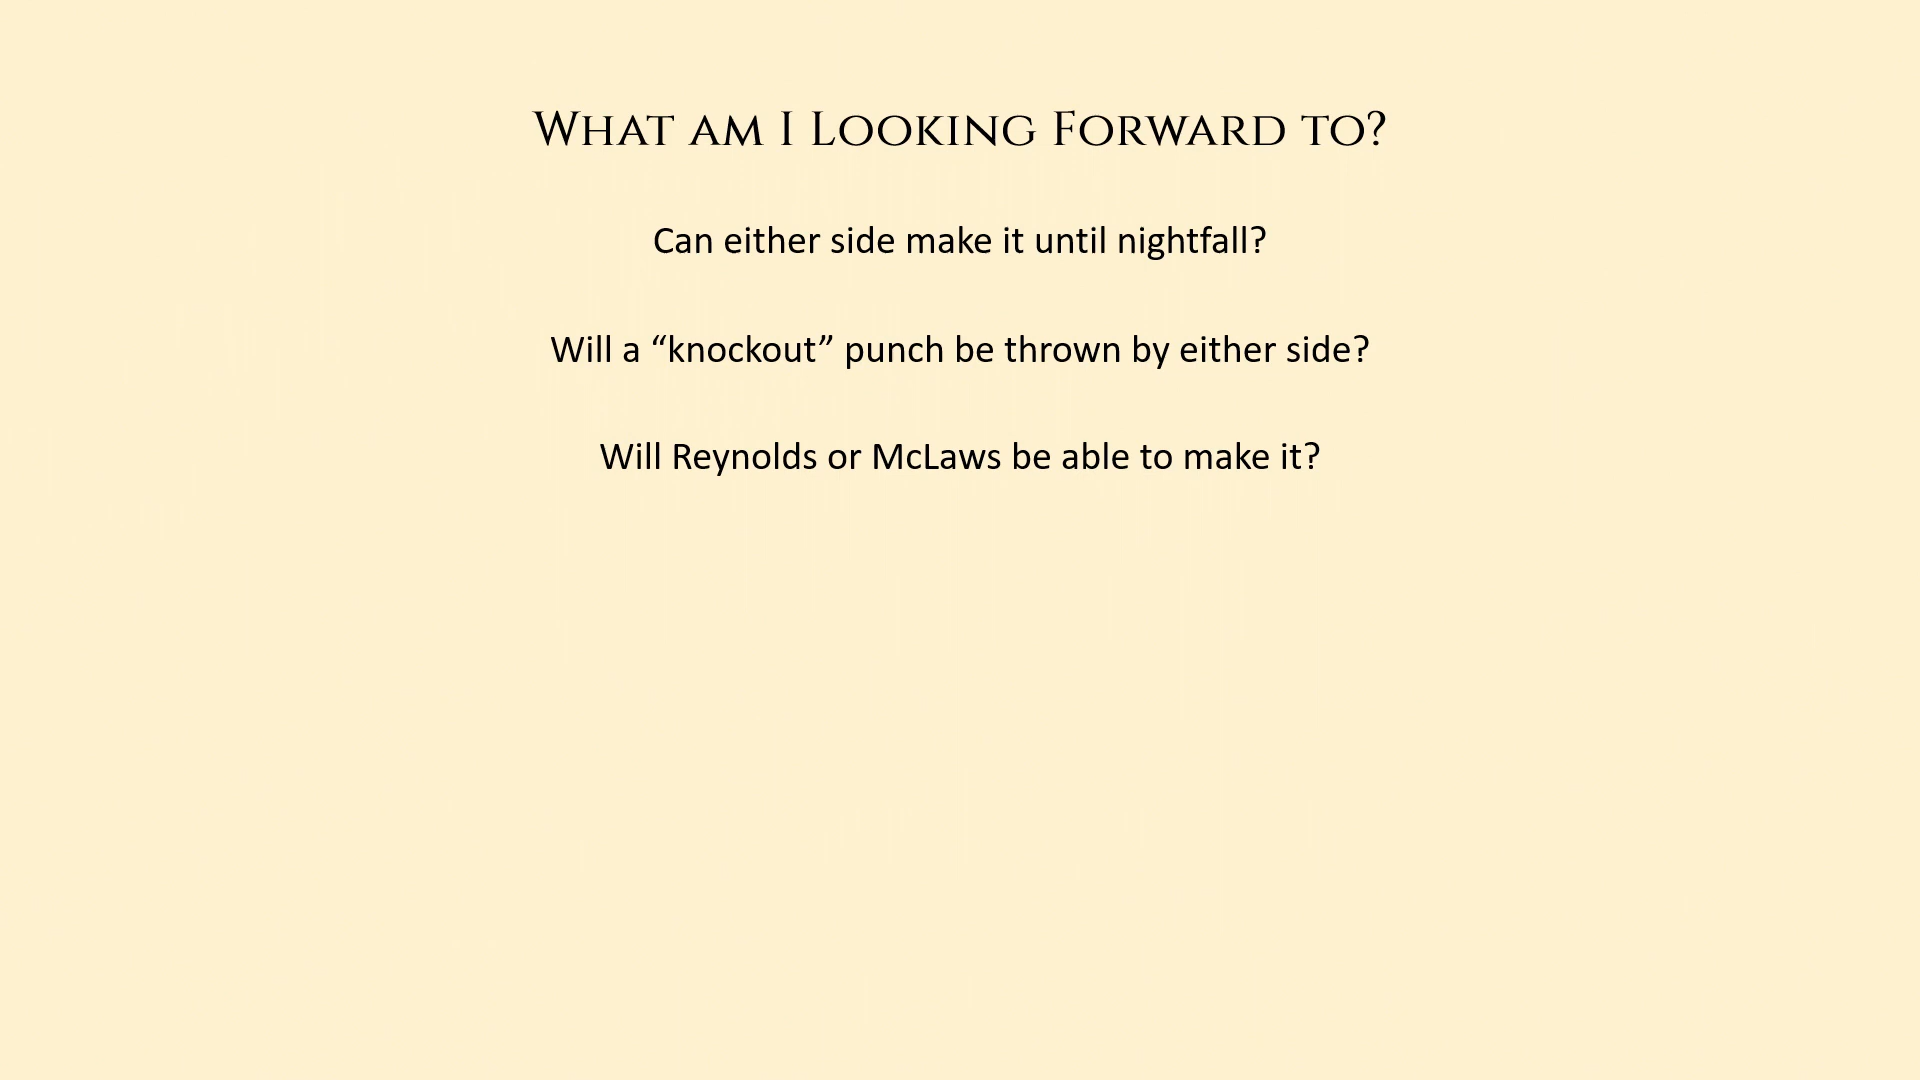 What am I Looking Forward to?
Can either side make it until nightfall?
Will a “knockout” punch be thrown by either side?
Will Reynolds or McLaws be able to make it?